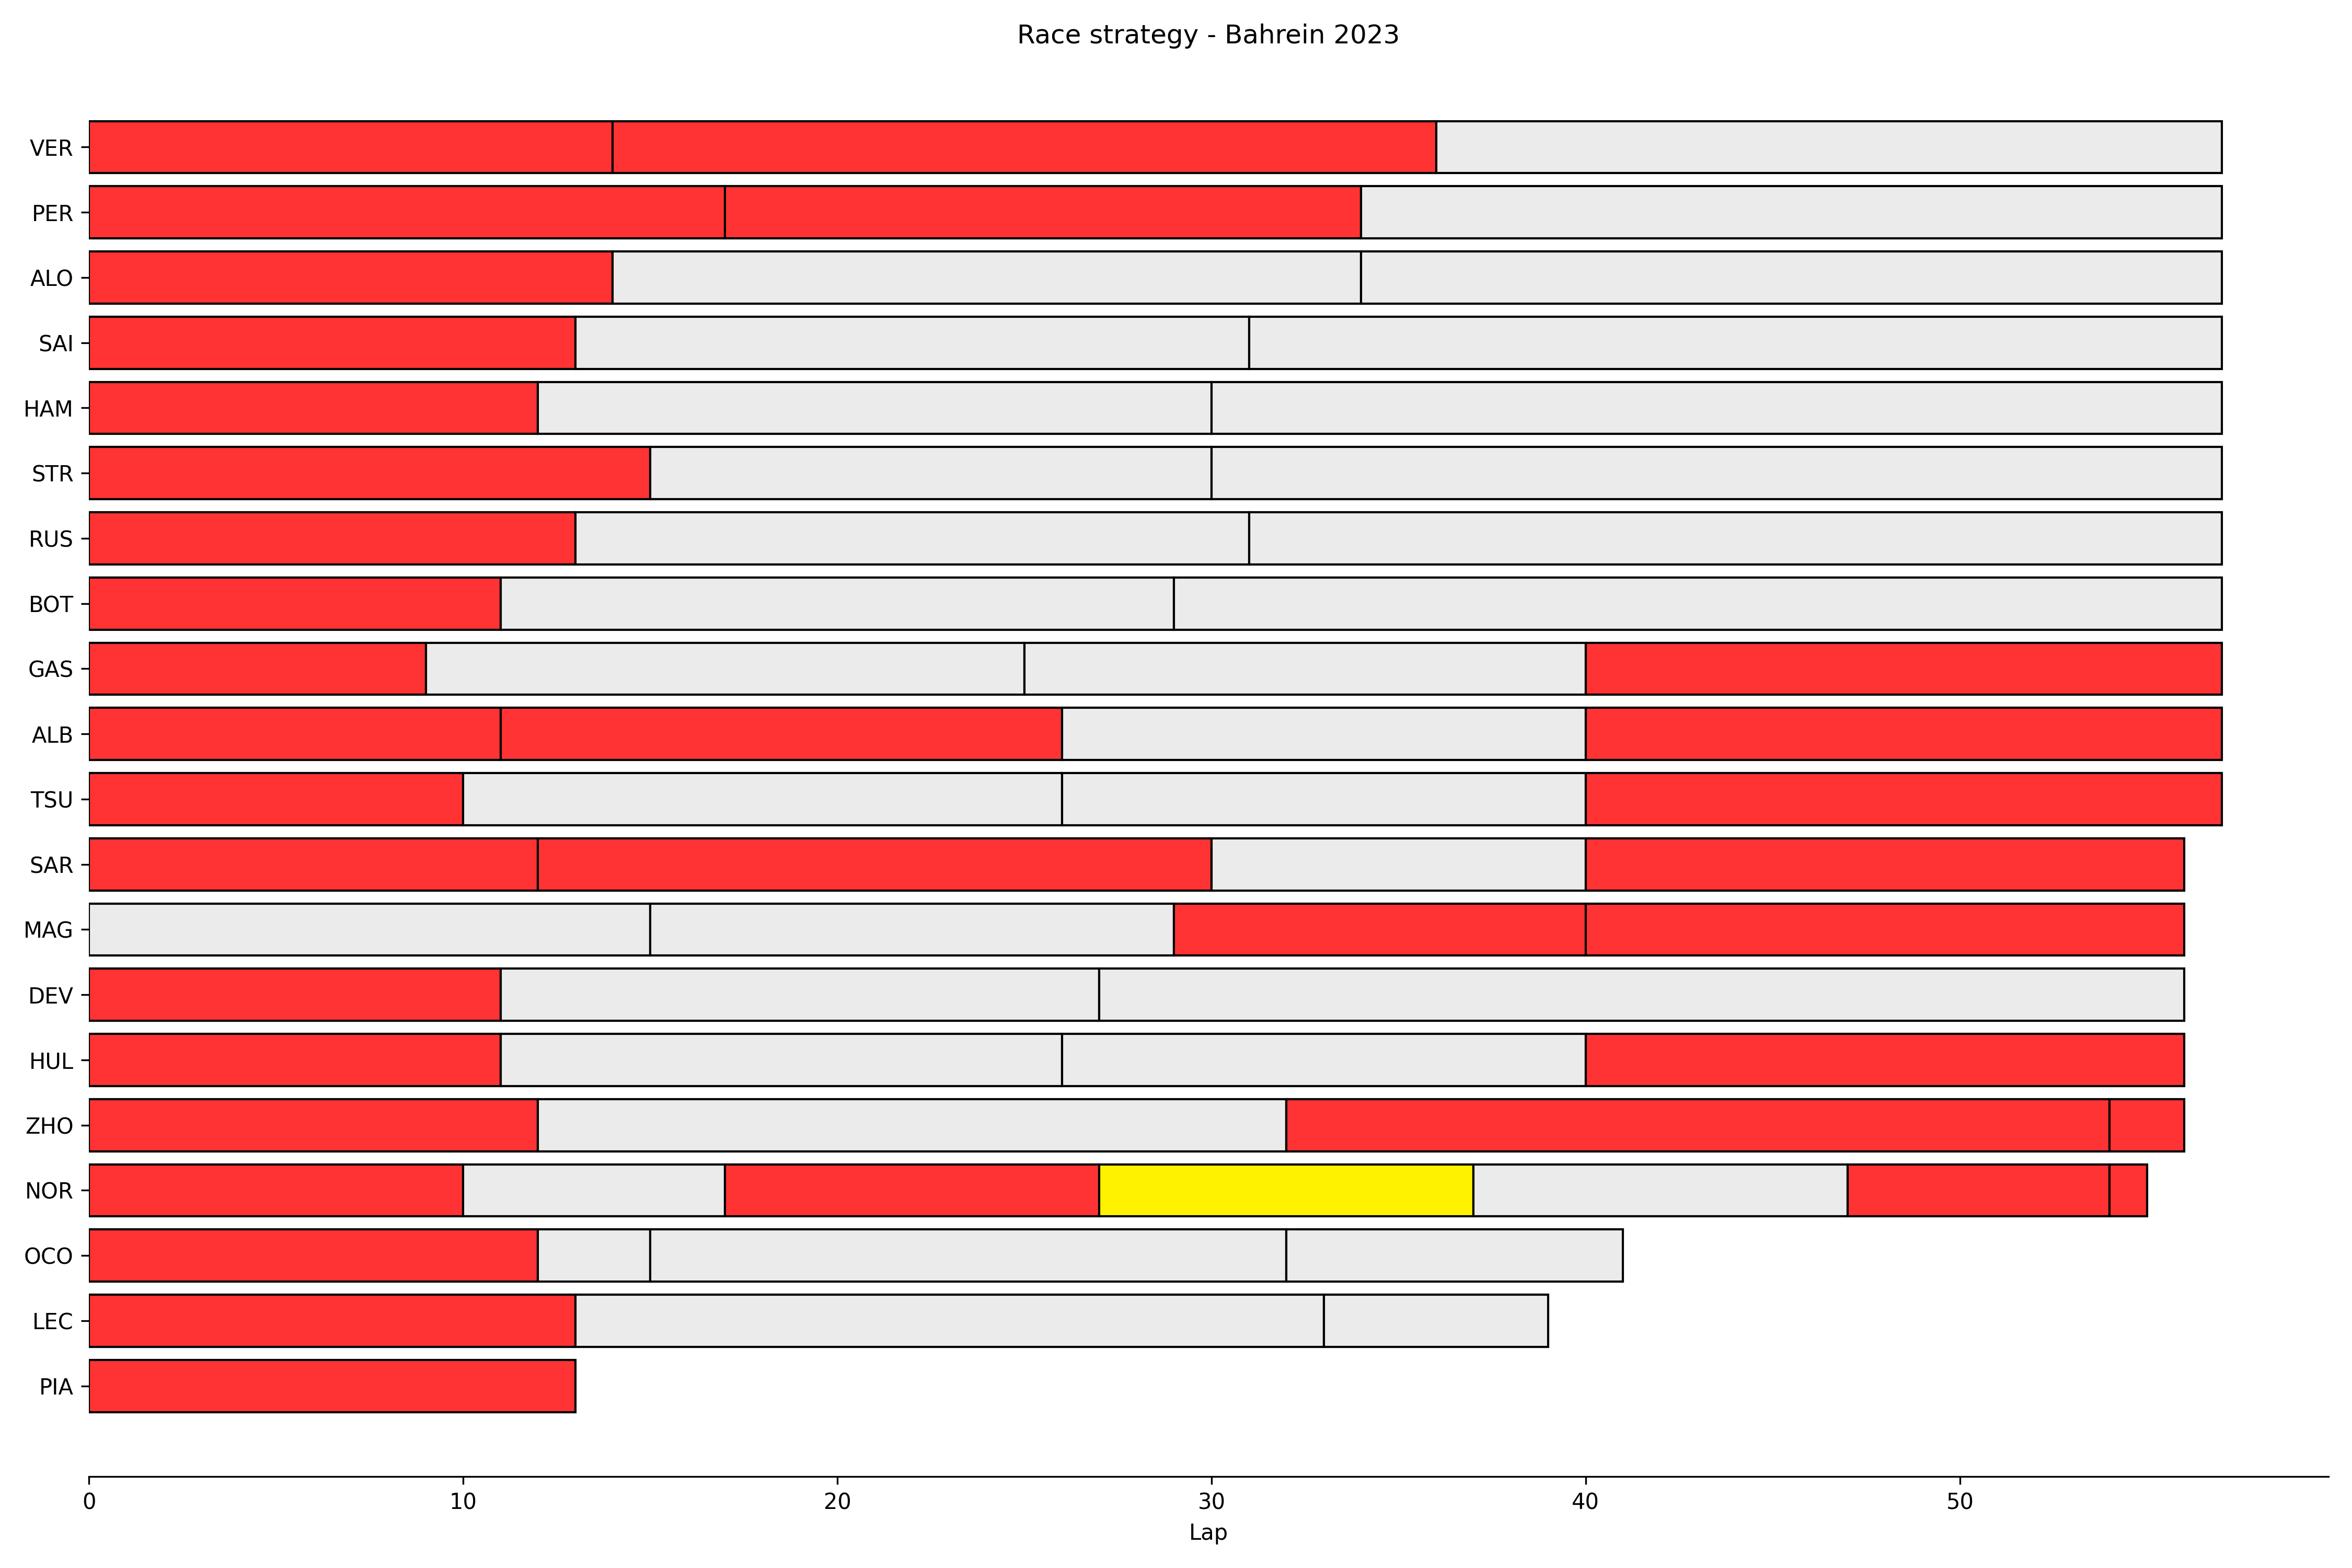 Race strategy - Bahrein 2023
VER
PER
ALO
SAI
HAM
STR
RUS
BOT
GAS
ALB
TSU
SAR
MAG
DEV
HUL
ZHO
NOR
OCO
LEC
PIA
0 10 20 30 40 50
Lap